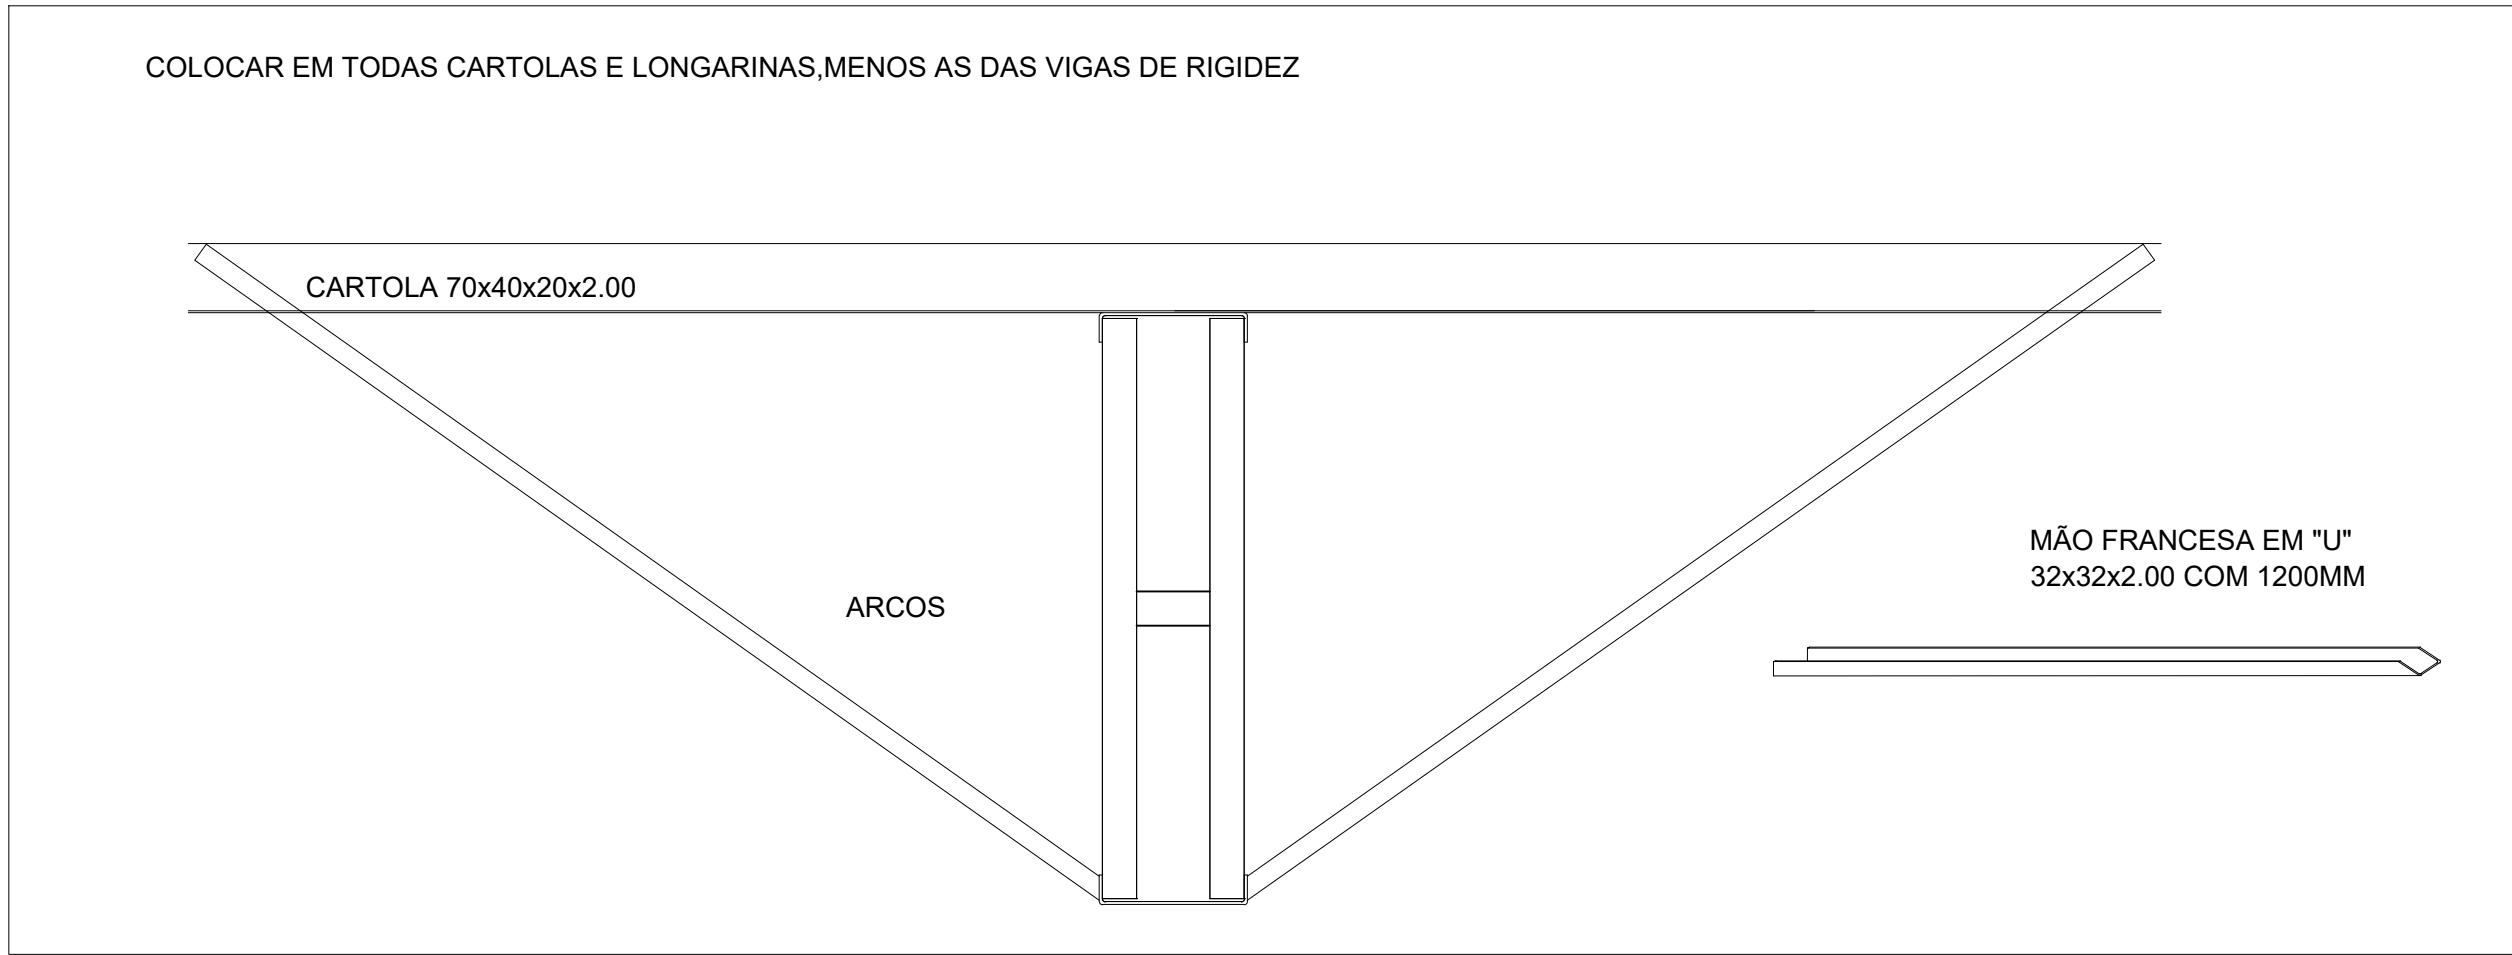 COLOCAR EM TODAS CARTOLAS E LONGARINAS,MENOS AS DAS VIGAS DE RIGIDEZ
CARTOLA 70x40x20x2.00
MÃO FRANCESA EM "U"
32x32x2.00 COM 1200MM
ARCOS